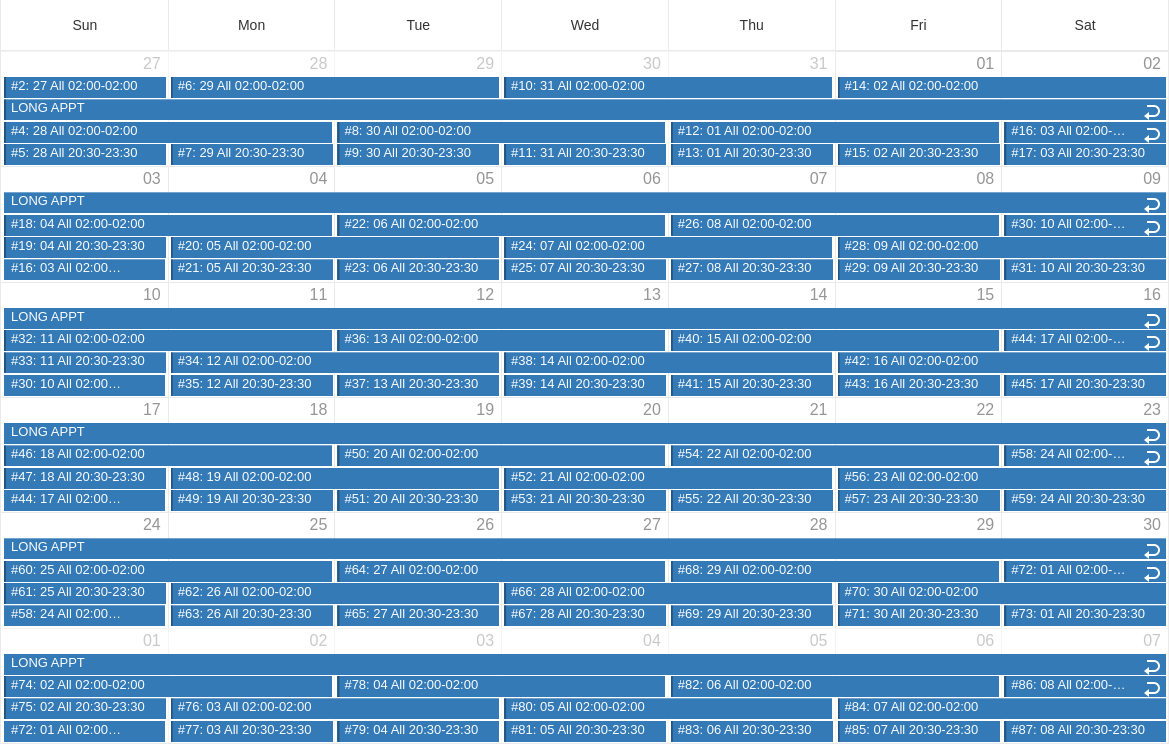 Sun Mon Tue Wed Thu Fri Sat
27 28 29 30 31 01 02
#2: 27 All 02:00-02:00 #6: 29 All 02:00-02:00 #10: 31 All 02:00-02:00 #14: 02 All 02:00-02:00
LONG APPT
#4: 28 All 02:00-02:00 #8: 30 All 02:00-02:00 #12: 01 All 02:00-02:00 #16: 03 All 02:00-…
#5: 28 All 20:30-23:30 #7: 29 All 20:30-23:30 #9: 30 All 20:30-23:30 #11: 31 All 20:30-23:30 #13: 01 All 20:30-23:30 #15: 02 All 20:30-23:30 #17: 03 All 20:30-23:30
03 04 05 06 07 08 09
LONG APPT
#18: 04 All 02:00-02:00 #22: 06 All 02:00-02:00 #26: 08 All 02:00-02:00 #30: 10 All 02:00-…
#19: 04 All 20:30-23:30 #20: 05 All 02:00-02:00 #24: 07 All 02:00-02:00 #28: 09 All 02:00-02:00
#16: 03 All 02:00… #21: 05 All 20:30-23:30 #23: 06 All 20:30-23:30 #25: 07 All 20:30-23:30 #27: 08 All 20:30-23:30 #29: 09 All 20:30-23:30 #31: 10 All 20:30-23:30
10 11 12 13 14 15 16
LONG APPT
#32: 11 All 02:00-02:00 #36: 13 All 02:00-02:00 #40: 15 All 02:00-02:00 #44: 17 All 02:00-…
#33: 11 All 20:30-23:30 #34: 12 All 02:00-02:00 #38: 14 All 02:00-02:00 #42: 16 All 02:00-02:00
#30: 10 All 02:00… #35: 12 All 20:30-23:30 #37: 13 All 20:30-23:30 #39: 14 All 20:30-23:30 #41: 15 All 20:30-23:30 #43: 16 All 20:30-23:30 #45: 17 All 20:30-23:30
17 18 19 20 21 22 23
LONG APPT
#46: 18 All 02:00-02:00 #50: 20 All 02:00-02:00 #54: 22 All 02:00-02:00 #58: 24 All 02:00-…
#47: 18 All 20:30-23:30 #48: 19 All 02:00-02:00 #52: 21 All 02:00-02:00 #56: 23 All 02:00-02:00
#44: 17 All 02:00… #49: 19 All 20:30-23:30 #51: 20 All 20:30-23:30 #53: 21 All 20:30-23:30 #55: 22 All 20:30-23:30 #57: 23 All 20:30-23:30 #59: 24 All 20:30-23:30
24 25 26 27 28 29 30
LONG APPT
#60: 25 All 02:00-02:00 #64: 27 All 02:00-02:00 #68: 29 All 02:00-02:00 #72: 01 All 02:00-…
#61: 25 All 20:30-23:30 #62: 26 All 02:00-02:00 #66: 28 All 02:00-02:00 #70: 30 All 02:00-02:00
#58: 24 All 02:00… #63: 26 All 20:30-23:30 #65: 27 All 20:30-23:30 #67: 28 All 20:30-23:30 #69: 29 All 20:30-23:30 #71: 30 All 20:30-23:30 #73: 01 All 20:30-23:30
01 02 03 04 05 06 07
LONG APPT
#74: 02 All 02:00-02:00 #78: 04 All 02:00-02:00 #82: 06 All 02:00-02:00 #86: 08 All 02:00-…
#75: 02 All 20:30-23:30 #76: 03 All 02:00-02:00 #80: 05 All 02:00-02:00 #84: 07 All 02:00-02:00
#72: 01 All 02:00… #77: 03 All 20:30-23:30 #79: 04 All 20:30-23:30 #81: 05 All 20:30-23:30 #83: 06 All 20:30-23:30 #85: 07 All 20:30-23:30 #87: 08 All 20:30-23:30